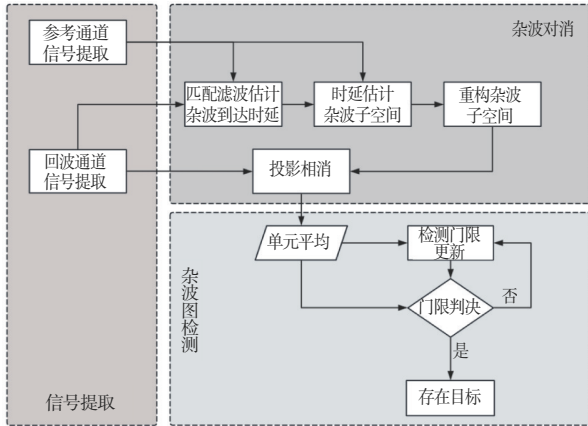 参考通道
信号提取
回波通道
信号提取
信号提取
杂波对消
匹配滤波估计
杂波到达时延
时延估计
杂波子空间
重构杂波
子空间
投影相消
杂波图检测
单元平均
检测门限
更新
门限判决
否
是
存在目标